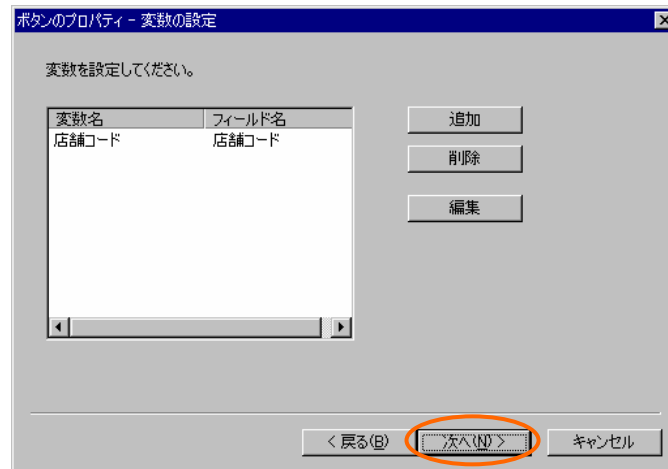 ボタンのプロパティ - 変数の設定
変数を設定してください。
変数名 フィールド名
店舗コード 店舗コード
追加
削除
編集
< 戻る(B) 次へ(N) > キャンセル